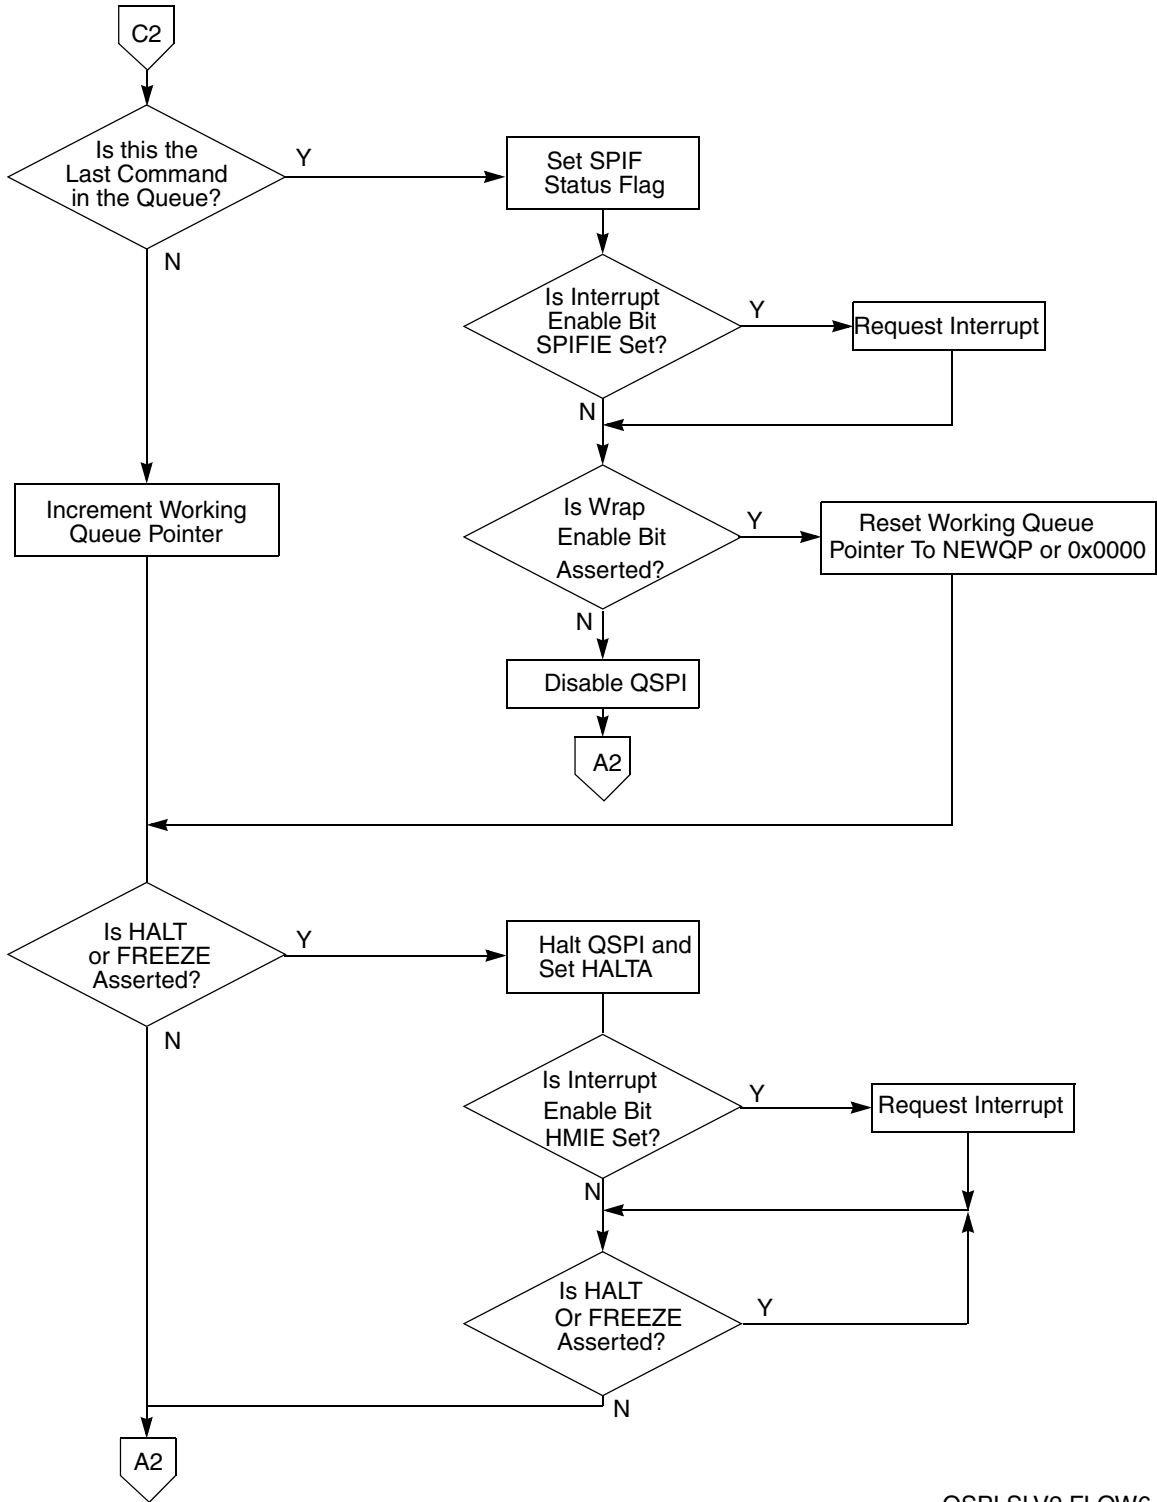 C2
Is this the
Last Command
in the Queue?
Y
N
Set SPIF
Status Flag
Is Interrupt
Enable Bit
SPIFIE Set?
Y
Request Interrupt
N
Increment Working
Queue Pointer
Is Wrap
Enable Bit
Asserted?
Y
Reset Working Queue
Pointer To NEWQP or 0x0000
N
Disable QSPI
A2
Is HALT
or FREEZE
Asserted?
Y
N
Halt QSPI and
Set HALTA
Is Interrupt
Enable Bit
HMIE Set?
Y
Request Interrupt
N
Is HALT
Or FREEZE
Asserted?
Y
N
A2